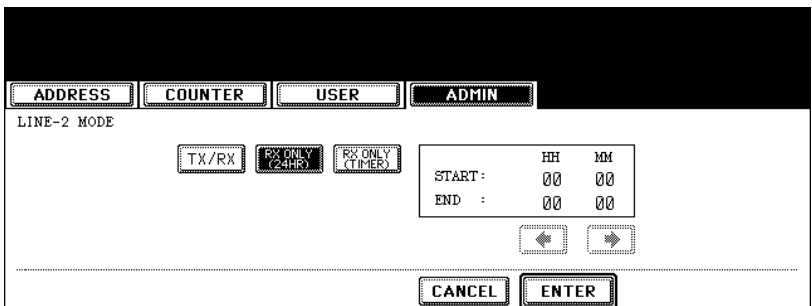 ADDRESS COUNTER USER ADMIN
LINE-2 MODE
TX/RX RX ONLY (24HR) RX ONLY (TIMER)
HH MM
START: 00 00
END : 00 00
CANCEL ENTER